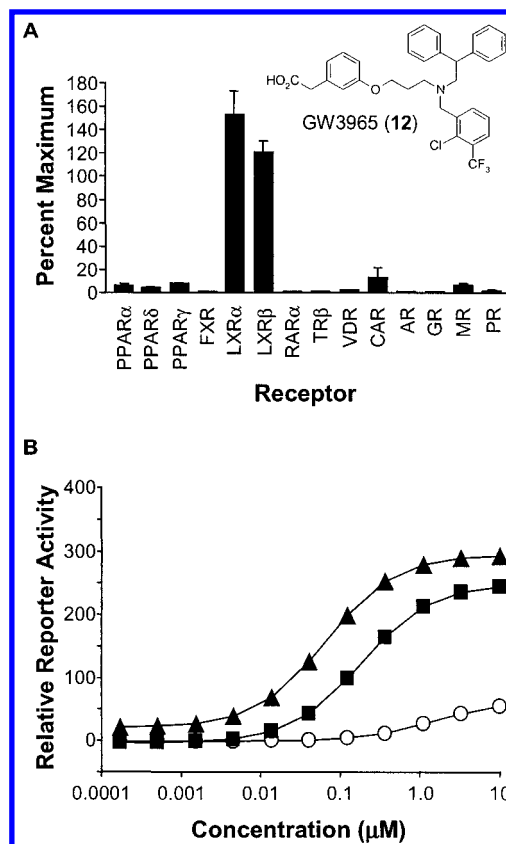 A
HO₂C
O
N
Cl
CF₃
GW3965 (12)
Percent Maximum
180
160
140
120
100
80
60
40
20
0
PPARα
PPARδ
PPARγ
FXR
LXRα
LXRβ
RARα
TRβ
VDR
CAR
AR
GR
MR
PR
Receptor
B
Relative Reporter Activity
400
300
200
100
0
0.0001
0.001
0.01
0.1
1.0
10
Concentration (µM)